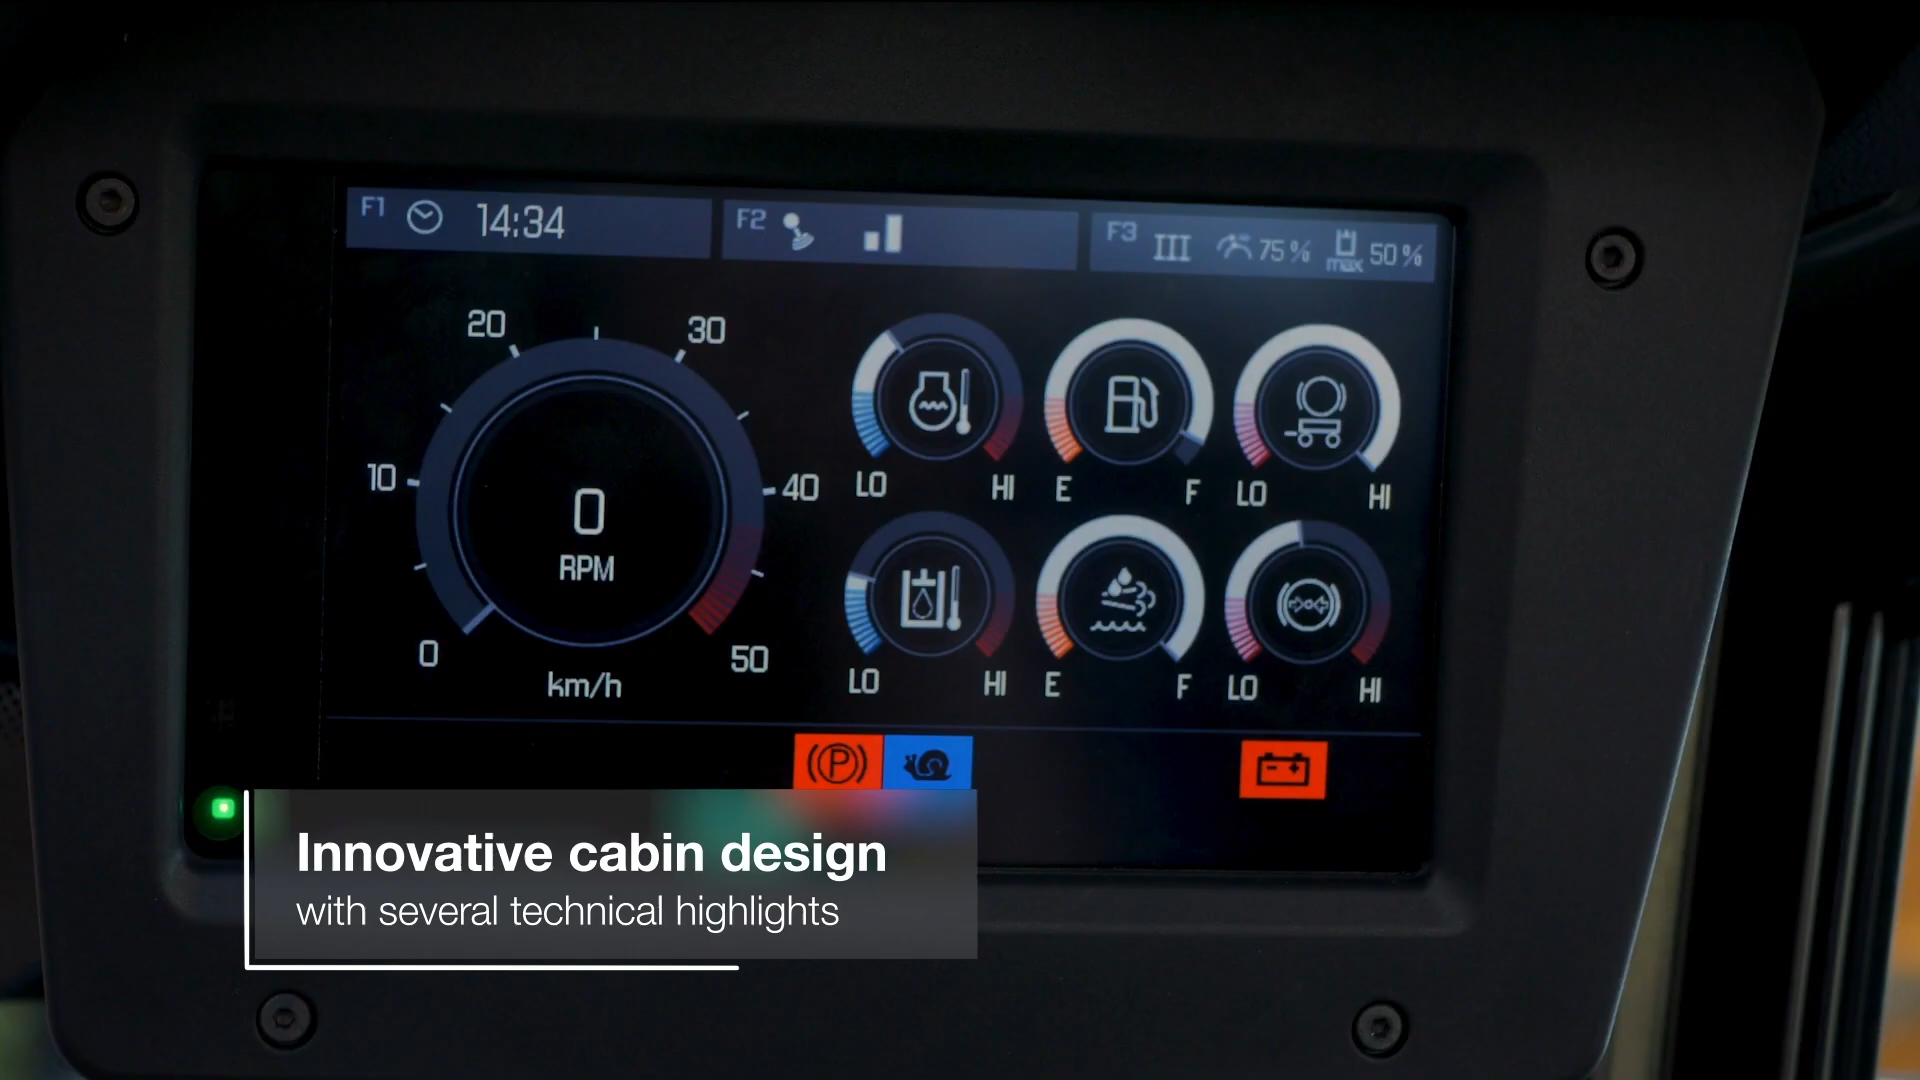 F1 14:34
F2
F3 III 75% max 50%
20 30
10 40
0 50
0
RPM
km/h
LO HI E F LO HI
LO HI E F LO HI
P
Innovative cabin design
with several technical highlights